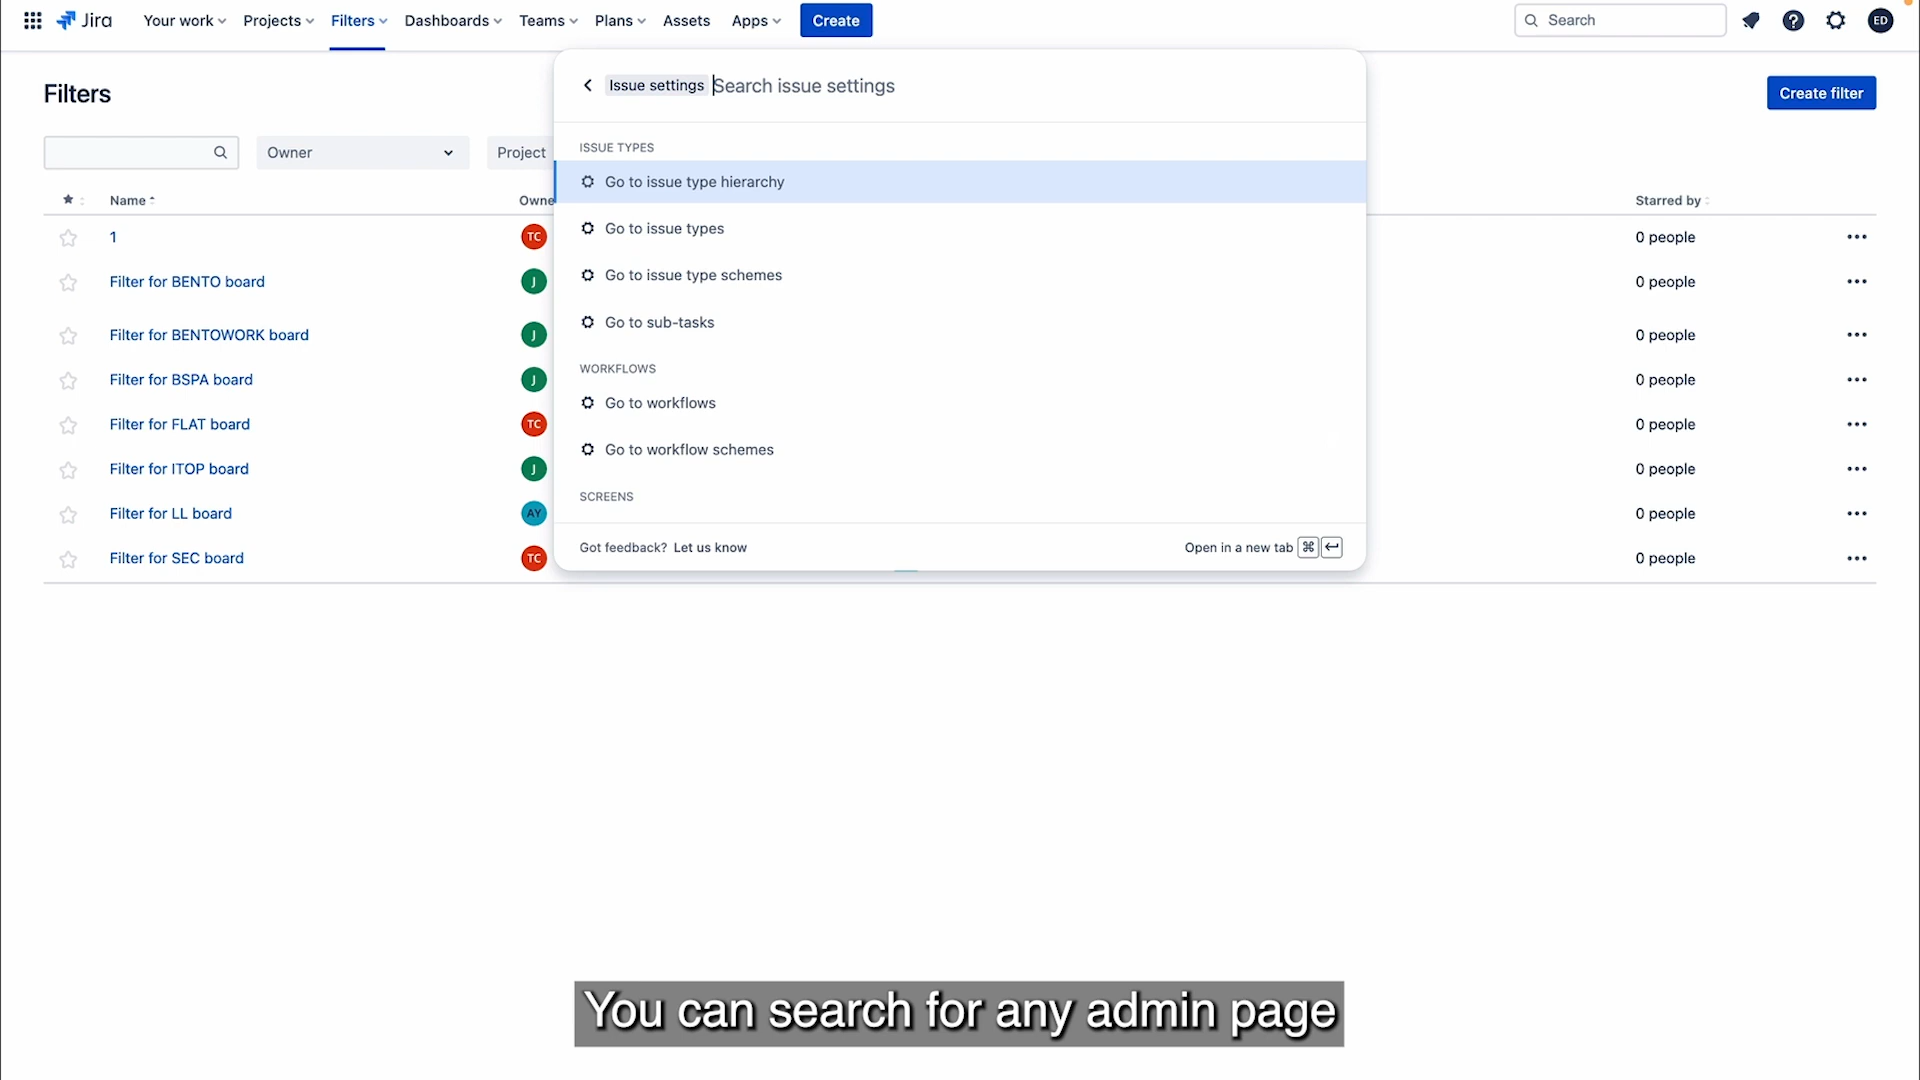 Jira Your work Projects Filters Dashboards Teams Plans Assets Apps Create Search ED
Issue settings Search issue settings
Filters
Create filter
Owner Project
ISSUE TYPES
Go to issue type hierarchy
Name Owne Starred by
1 TC Go to issue types 0 people
Filter for BENTO board J Go to issue type schemes 0 people
Filter for BENTOWORK board J Go to sub-tasks 0 people
WORKFLOWS
Filter for BSPA board J Go to workflows 0 people
Filter for FLAT board TC Go to workflow schemes 0 people
Filter for ITOP board J 0 people
SCREENS
Filter for LL board AY 0 people
Filter for SEC board TC 0 people
Got feedback? Let us know Open in a new tab ⌘
You can search for any admin page